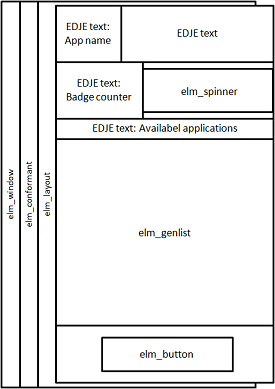 EDJE text:
App name
EDJE text
EDJE text:
Badge counter
elm_spinner
EDJE text: Availabel applications
elm_window
elm_conformant
elm_layout
elm_genlist
elm_button